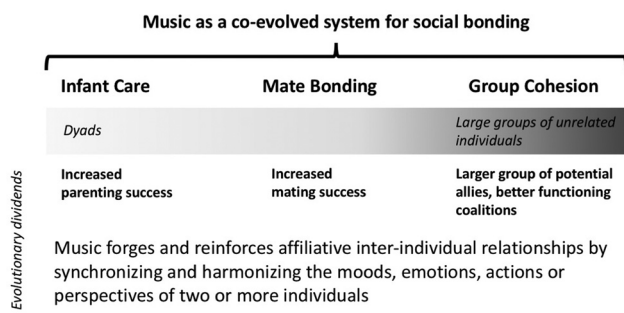 Music as a co-evolved system for social bonding
Infant Care
Mate Bonding
Group Cohesion
Dyads
Large groups of unrelated
individuals
Evolutionary dividends
Increased
parenting success
Increased
mating success
Larger group of potential
allies, better functioning
coalitions
Music forges and reinforces affiliative inter-individual relationships by
synchronizing and harmonizing the moods, emotions, actions or
perspectives of two or more individuals